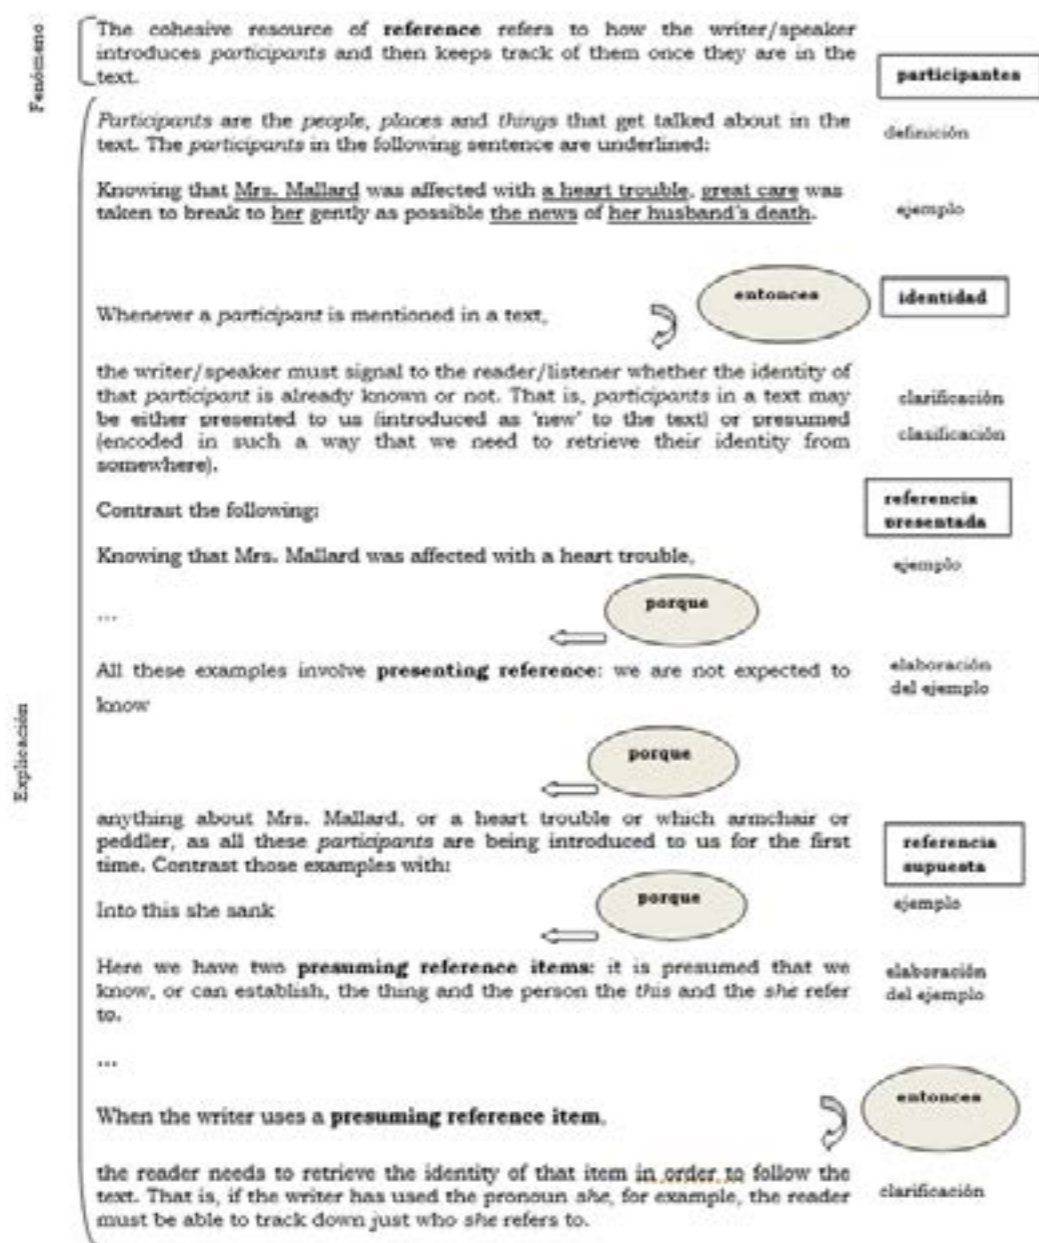 Fenómeno
The cohesive resource of reference refers to how the writer/speaker
introduces participants and then keeps track of them once they are in the
text.
participantes
Participants are the people, places and things that get talked about in the
text. The participants in the following sentence are underlined:
definición
Knowing that Mrs. Mallard was affected with a heart trouble, great care was
taken to break to her gently as possible the news of her husband's death.
ejemplo
entonces
identidad
Whenever a participant is mentioned in a text,
the writer/speaker must signal to the reader/listener whether the identity of
that participant is already known or not. That is, participants in a text may
be either presented to us (introduced as 'new' to the text) or presumed
(encoded in such a way that we need to retrieve their identity from
somewhere).
clarificación
clasificación
referencia
presentada
Contrast the following:
Knowing that Mrs. Mallard was affected with a heart trouble,
ejemplo
porque
...
All these examples involve presenting reference: we are not expected to
know
elaboración
del ejemplo
Explicación
porque
anything about Mrs. Mallard, or a heart trouble or which armchair or
peddler, as all these participants are being introduced to us for the first
time. Contrast those examples with:
referencia
supuesta
porque
ejemplo
Into this she sank
Here we have two presuming reference items: it is presumed that we
know, or can establish, the thing and the person the this and the she refer
to.
elaboración
del ejemplo
...
entonces
When the writer uses a presuming reference item,
the reader needs to retrieve the identity of that item in order to follow the
text. That is, if the writer has used the pronoun she, for example, the reader
must be able to track down just who she refers to.
clarificación